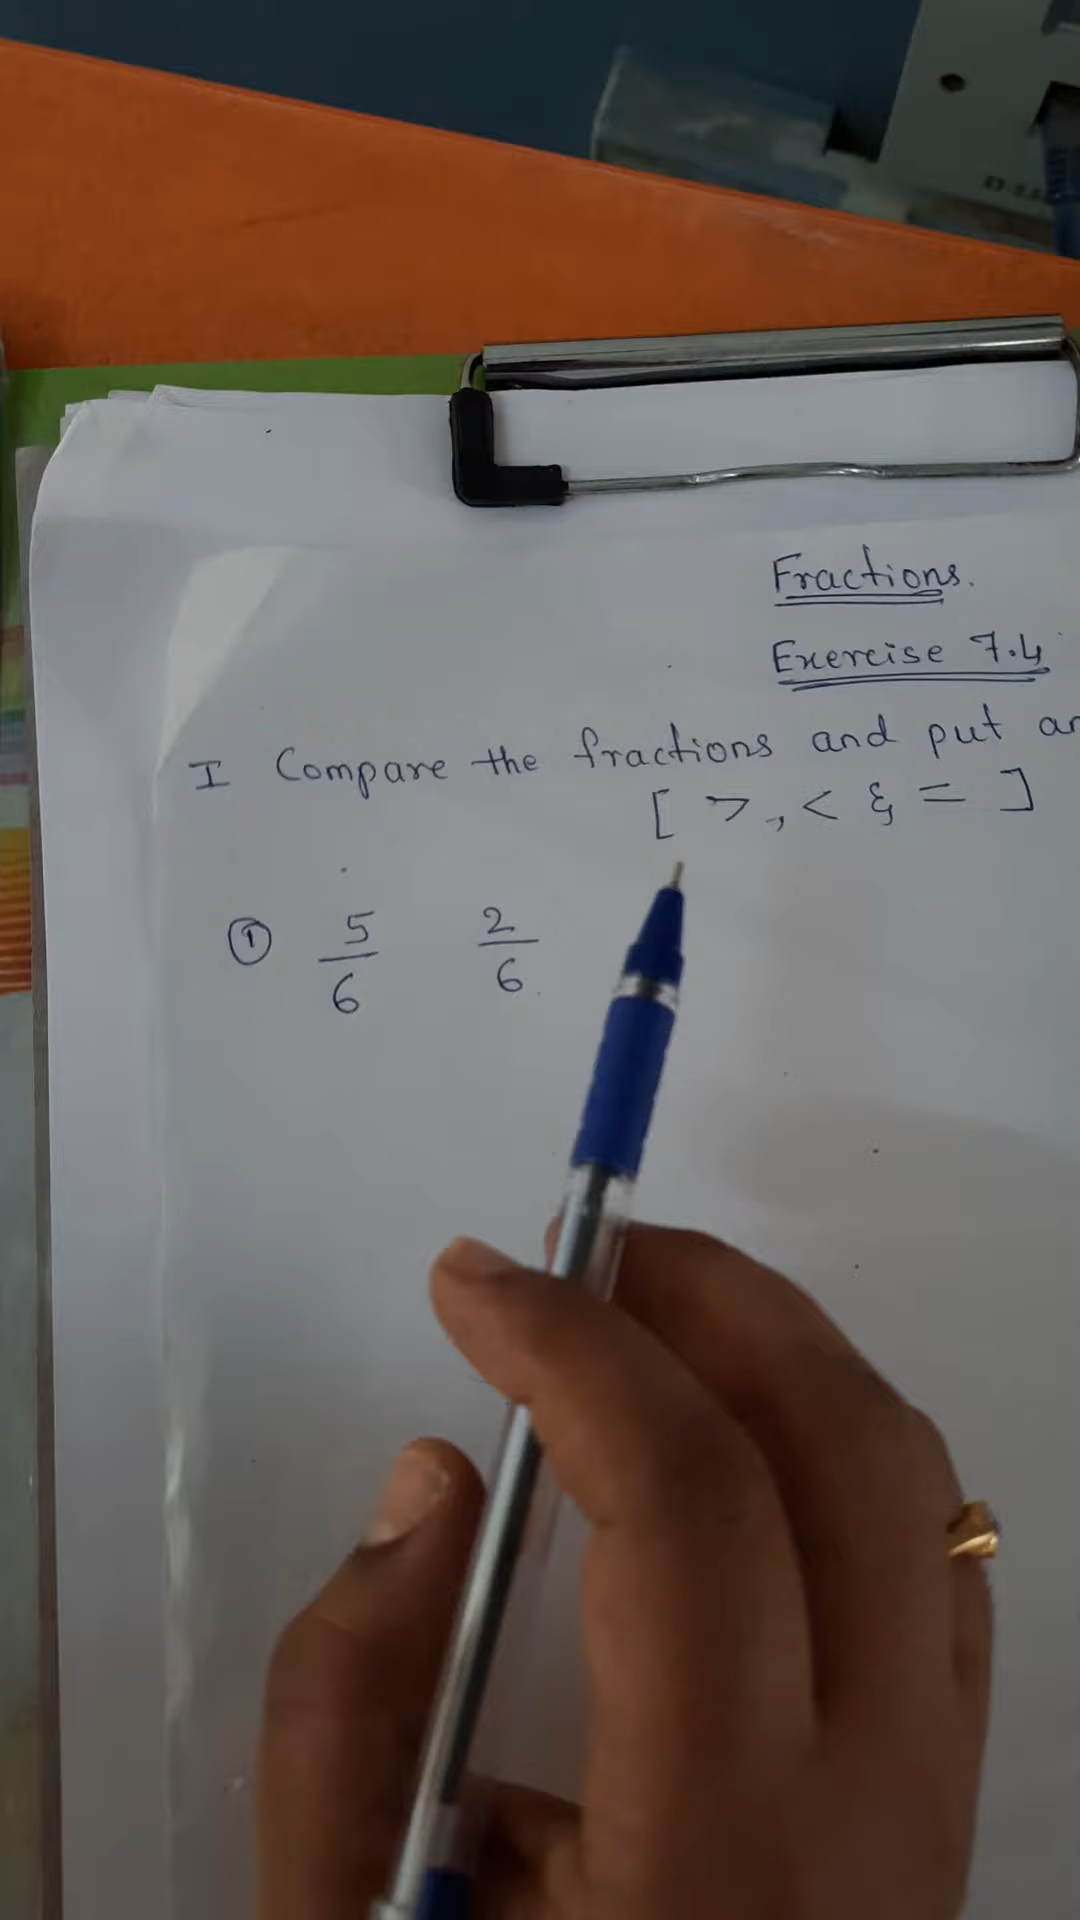 Fractions.
Exercise 7.4
I Compare the fractions and put
[ >, < & = ]
① 5/6 2/6